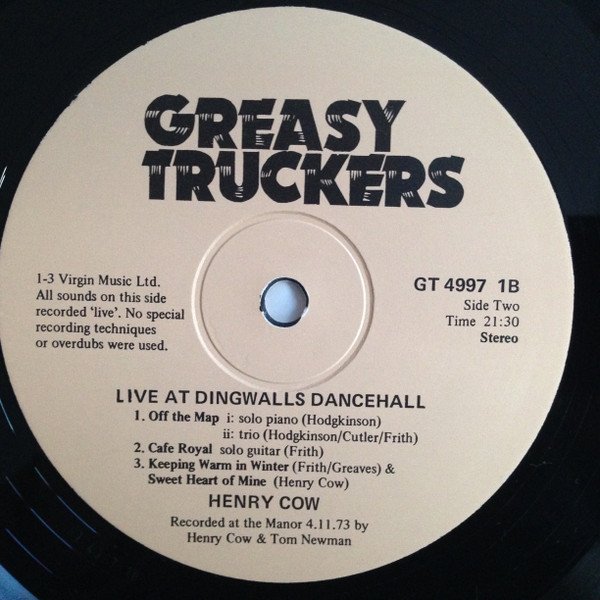 GREASY
TRUCKERS
1-3 Virgin Music Ltd.
All sounds on this side
recorded 'live'. No special
recording techniques
or overdubs were used.
GT 4997 1B
Side Two
Time 21:30
Stereo
LIVE AT DINGWALLS DANCEHALL
1. Off the Map i: solo piano (Hodgkinson)
ii: trio (Hodgkinson/Cutler/Frith)
2. Cafe Royal solo guitar (Frith)
3. Keeping Warm in Winter (Frith/Greaves) &
Sweet Heart of Mine (Henry Cow)
HENRY COW
Recorded at the Manor 4.11.73 by
Henry Cow & Tom Newman